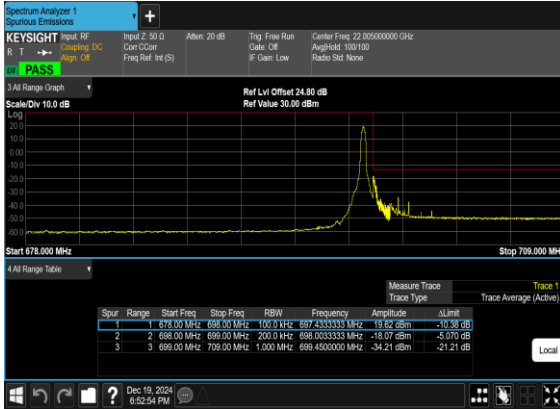 Spectrum Analyzer 1
Spurious Emissions
+
KEYSIGHT Input: RF Input Z: 50 Ω Atten: 20 dB Trig: Free Run Center Freq: 22.005000000 GHz
R T Coupling: DC Corr CCorr Gate: Off Avg|Hold: 100/100
Align: Off Freq Ref: Int (S) IF Gain: Low Radio Std: None
PASS
3 All Range Graph
Ref Lvl Offset 24.80 dB
Scale/Div 10.0 dB Ref Value 30.00 dBm
Log
20.0
10.0
0.00
-10.0
-20.0
-30.0
-40.0
-50.0
-60.0
Start 678.000 MHz Stop 709.000 MH
4 All Range Table
Measure Trace Trace 1
Trace Type Trace Average (Active)
Spur Range Start Freq Stop Freq RBW Frequency Amplitude ΔLimit
1 1 678.00 MHz 698.00 MHz 100.0 kHz 697.4333333 MHz 19.62 dBm -10.38 dB
2 2 698.00 MHz 699.00 MHz 200.0 kHz 698.0033333 MHz -18.07 dBm -5.070 dB
3 3 699.00 MHz 709.00 MHz 1.000 MHz 699.4500000 MHz -34.21 dBm -21.21 dB
Local
?
Dec 19, 2024
6:52:54 PM